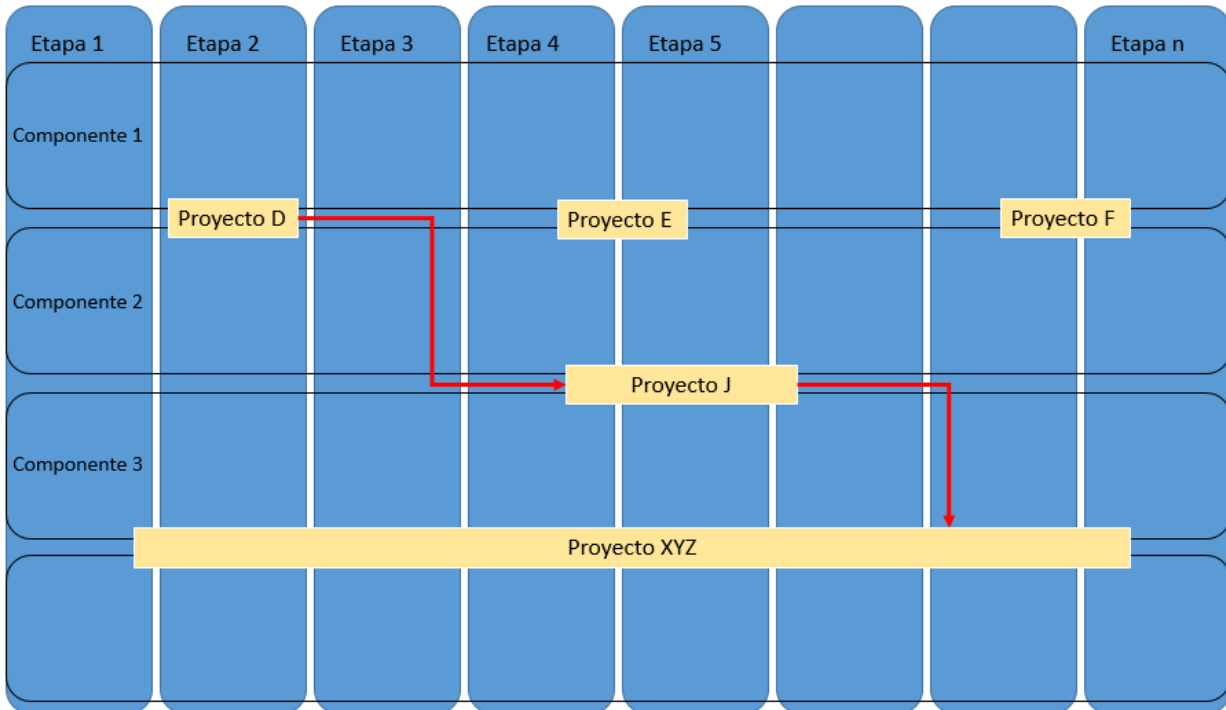 Etapa 1
Etapa 2
Etapa 3
Etapa 4
Etapa 5
Etapa n
Componente 1
Proyecto D
Proyecto E
Proyecto F
Componente 2
Proyecto J
Componente 3
Proyecto XYZ